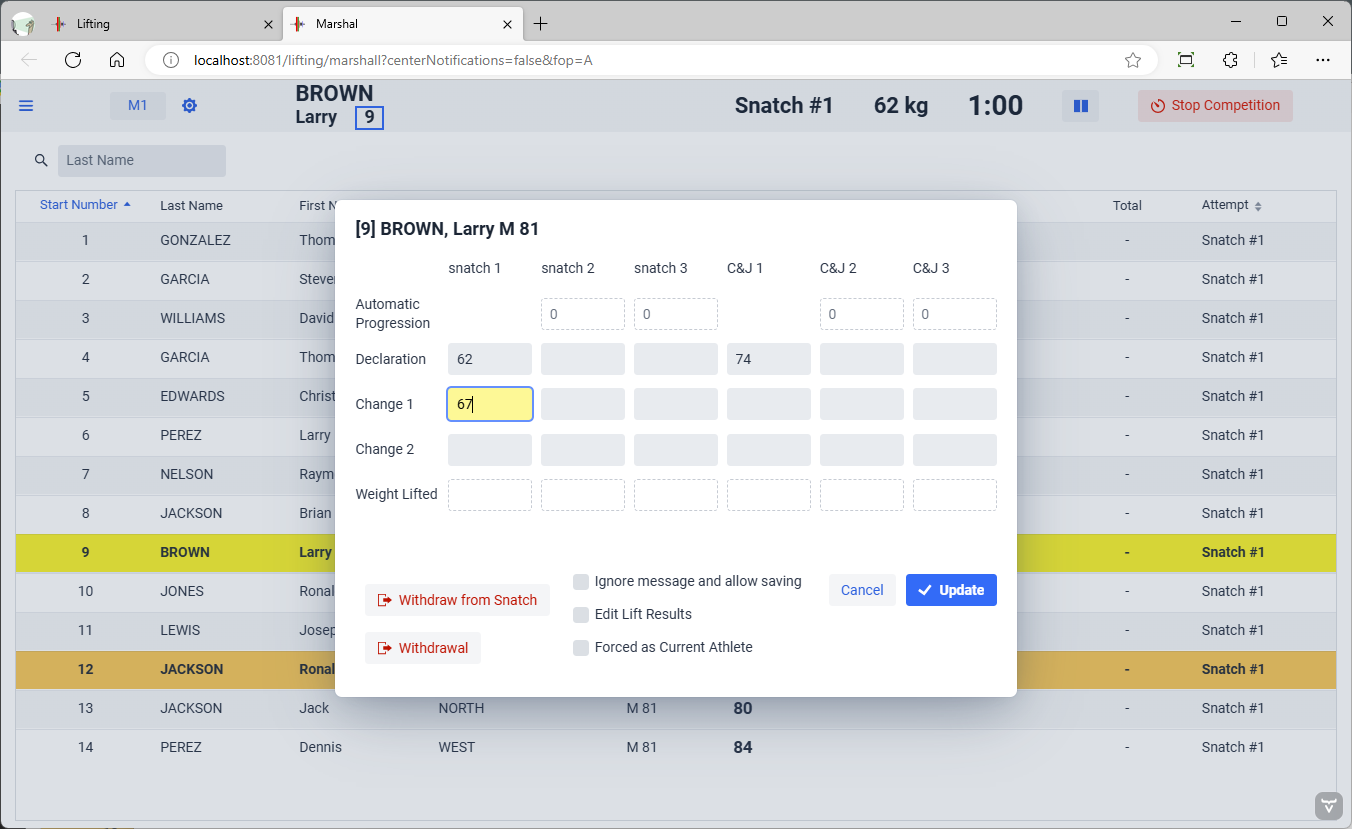 Lifting
Marshal
localhost:8081/lifting/marshall?centerNotifications=false&fop=A
M1
BROWN
Larry 9
Snatch #1 62 kg 1:00
Stop Competition
Last Name
Start Number Last Name First N Total Attempt
1 GONZALEZ Thom - Snatch #1
2 GARCIA Steve - Snatch #1
3 WILLIAMS David - Snatch #1
4 GARCIA Thom - Snatch #1
5 EDWARDS Christ - Snatch #1
6 PEREZ Larry - Snatch #1
7 NELSON Raym - Snatch #1
8 JACKSON Brian - Snatch #1
9 BROWN Larry - Snatch #1
10 JONES Ronal - Snatch #1
11 LEWIS Josep - Snatch #1
12 JACKSON Ronal - Snatch #1
13 JACKSON Jack NORTH M 81 80 - Snatch #1
14 PEREZ Dennis WEST M 81 84 - Snatch #1
[9] BROWN, Larry M 81
snatch 1 snatch 2 snatch 3 C&J 1 C&J 2 C&J 3
Automatic
Progression 0 0 0 0
Declaration 62 74
Change 1 67
Change 2
Weight Lifted
Withdraw from Snatch
Withdrawal
Ignore message and allow saving
Edit Lift Results
Forced as Current Athlete
Cancel
Update